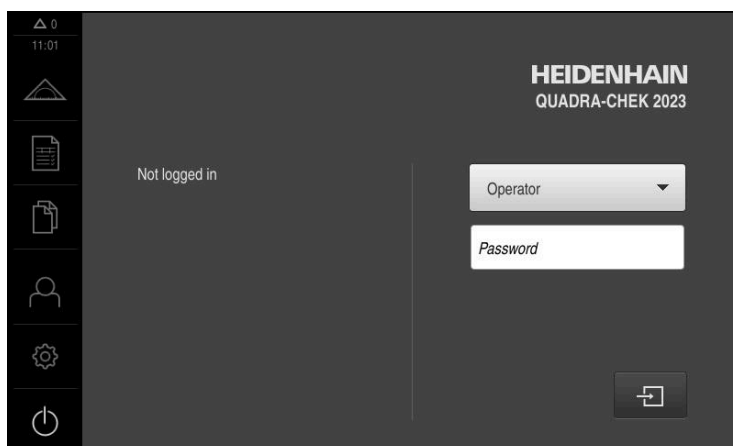 0
11:01
HEIDENHAIN
QUADRA-CHEK 2023
Not logged in
Operator
Password